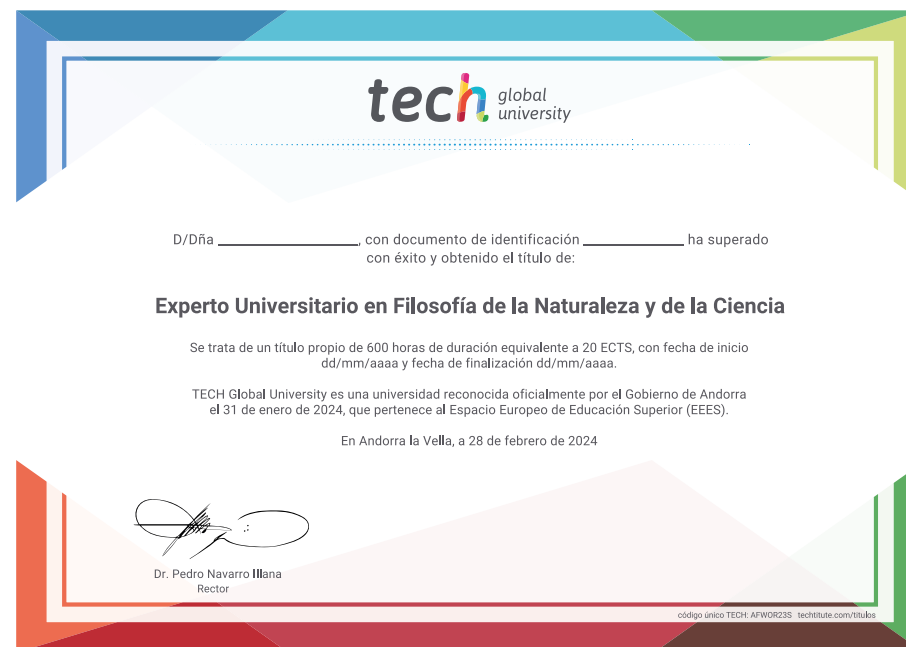 tech global
university
D/Dña ____________________, con documento de identificación ______________ ha superado
con éxito y obtenido el título de:
Experto Universitario en Filosofía de la Naturaleza y de la Ciencia
Se trata de un título propio de 600 horas de duración equivalente a 20 ECTS, con fecha de inicio
dd/mm/aaaa y fecha de finalización dd/mm/aaaa.
TECH Global University es una universidad reconocida oficialmente por el Gobierno de Andorra
el 31 de enero de 2024, que pertenece al Espacio Europeo de Educación Superior (EEES).
En Andorra la Vella, a 28 de febrero de 2024
Dr. Pedro Navarro Illana
Rector
código único TECH: AFWOR23S techtitute.com/titulos